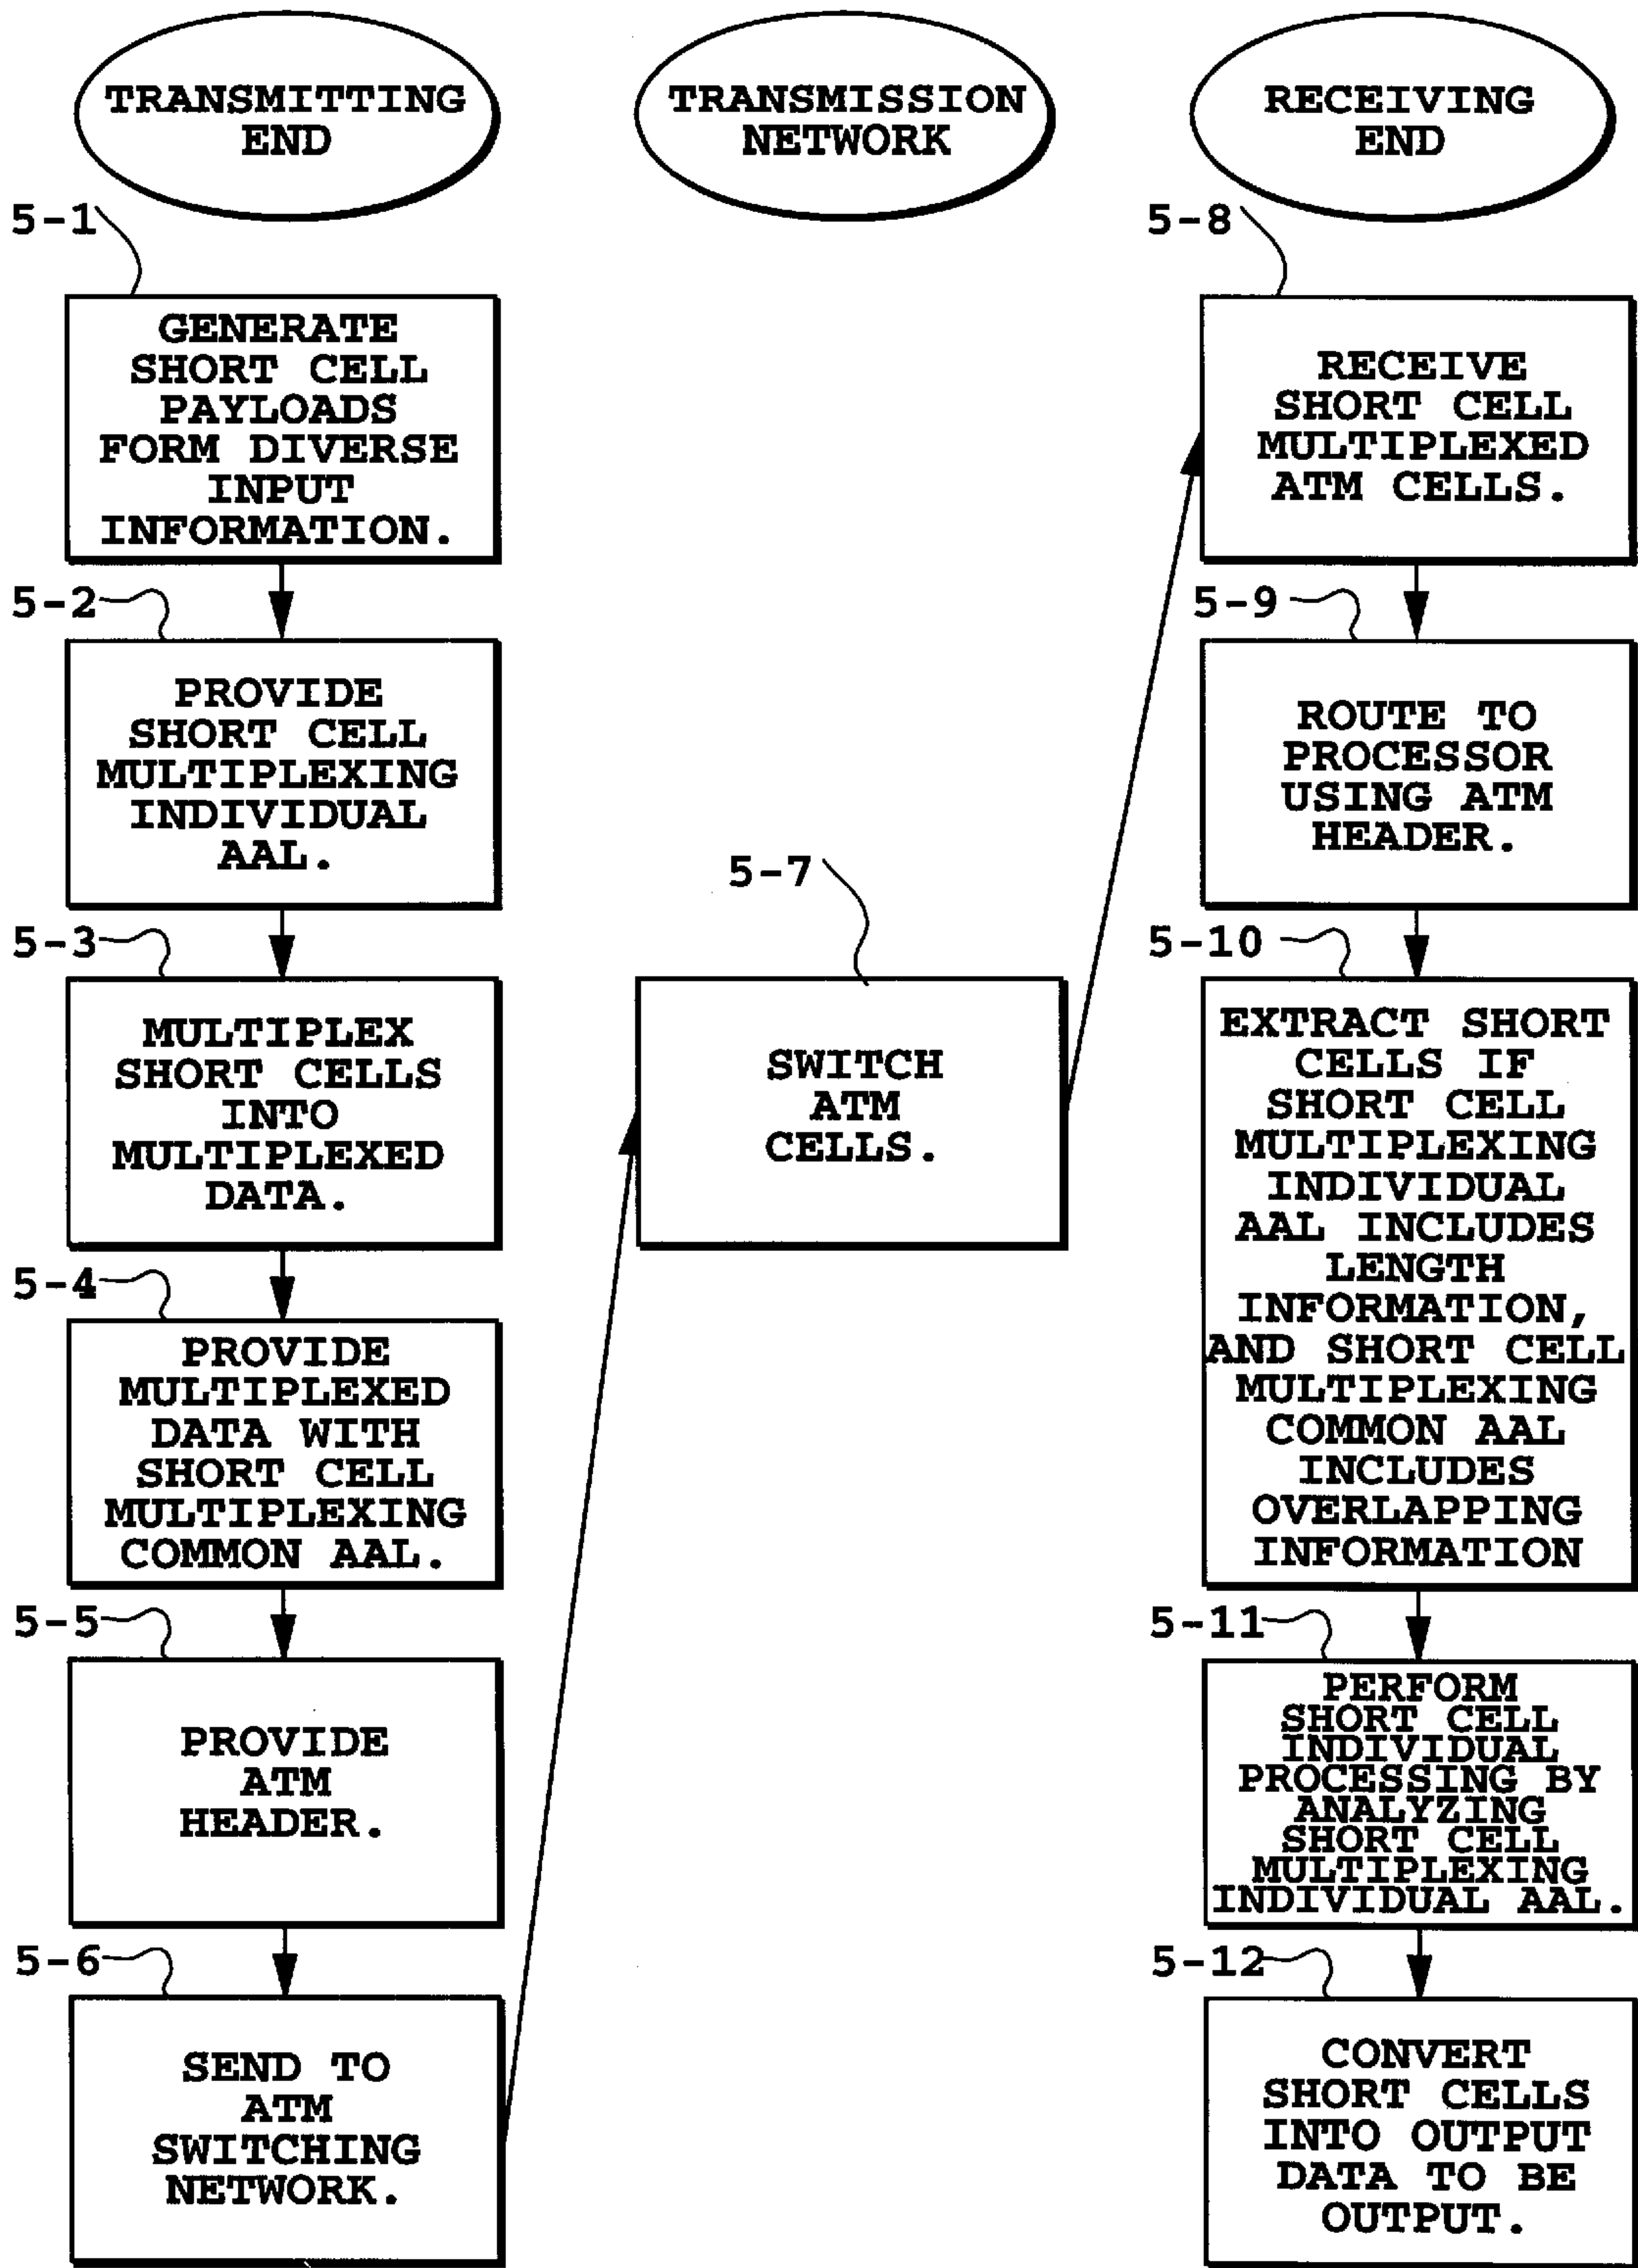 TRANSMITTING
END
5-1
GENERATE
SHORT CELL
PAYLOADS
FORM DIVERSE
INPUT
INFORMATION.
5-2
PROVIDE
SHORT CELL
MULTIPLEXING
INDIVIDUAL
AAL.
5-3
MULTIPLEX
SHORT CELLS
INTO
MULTIPLEXED
DATA.
5-4
PROVIDE
MULTIPLEXED
DATA WITH
SHORT CELL
MULTIPLEXING
COMMON AAL.
5-5
PROVIDE
ATM
HEADER.
5-6
SEND TO
ATM
SWITCHING
NETWORK.
TRANSMISSION
NETWORK
5-7
SWITCH
ATM
CELLS.
RECEIVING
END
5-8
RECEIVE
SHORT CELL
MULTIPLEXED
ATM CELLS.
5-9
ROUTE TO
PROCESSOR
USING ATM
HEADER.
5-10
EXTRACT SHORT
CELLS IF
SHORT CELL
MULTIPLEXING
INDIVIDUAL
AAL INCLUDES
LENGTH
INFORMATION,
AND SHORT CELL
MULTIPLEXING
COMMON AAL
INCLUDES
OVERLAPPING
INFORMATION
5-11
PERFORM
SHORT CELL
INDIVIDUAL
PROCESSING BY
ANALYZING
SHORT CELL
MULTIPLEXING
INDIVIDUAL AAL.
5-12
CONVERT
SHORT CELLS
INTO OUTPUT
DATA TO BE
OUTPUT.